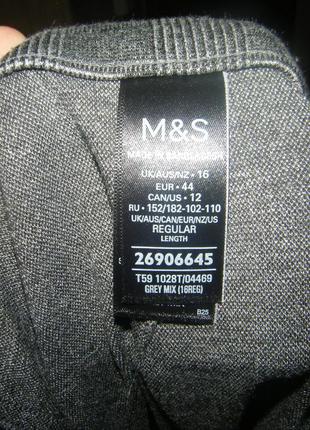 M&S
MADE IN BANGLADESH
UK/AUS/NZ • 16
EUR • 44
CAN/US • 12
RU • 152/182-102-110
UK/AUS/CAN/EUR/NZ/US
REGULAR
LENGTH
26906645
T59 1028T/04469
GREY MIX (16REG)
B25